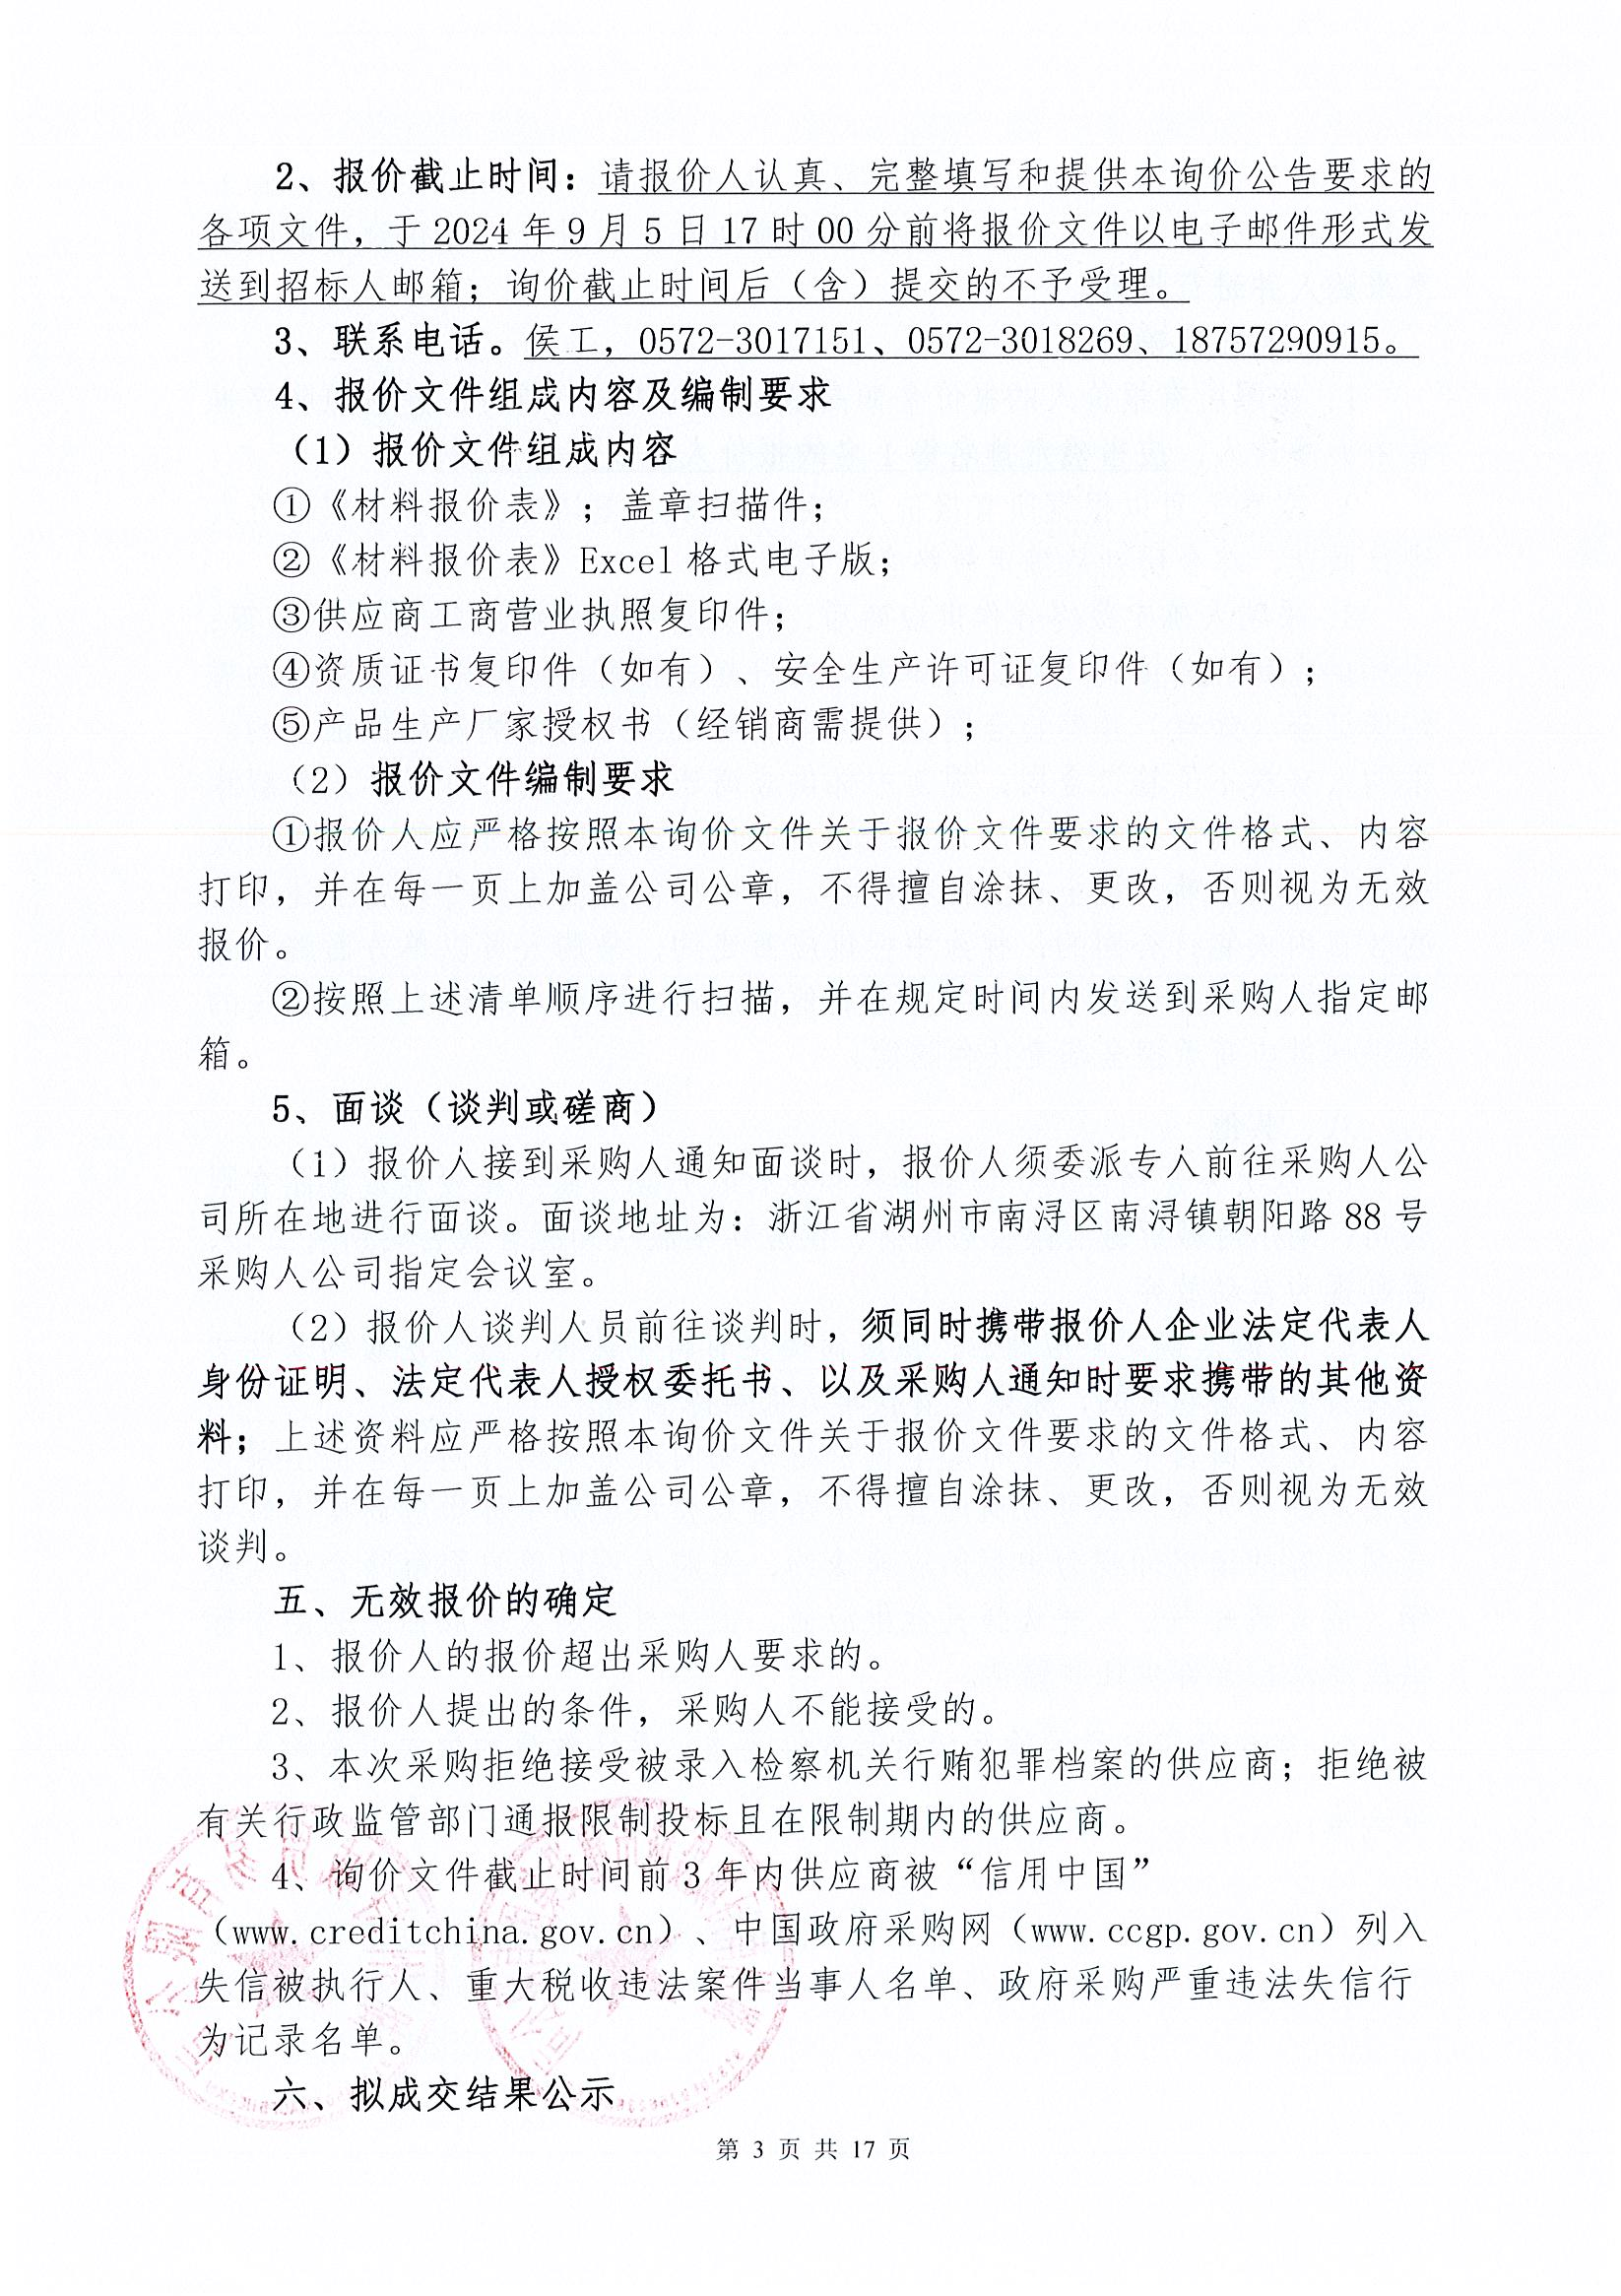 2、报价截止时间：请报价人认真、完整填写和提供本询价公告要求的
各项文件，于 2024 年 9 月 5 日 17 时 00 分前将报价文件以电子邮件形式发
送到招标人邮箱；询价截止时间后（含）提交的不予受理。
3、联系电话。侯工，0572-3017151、0572-3018269、18757290915。
4、报价文件组成内容及编制要求
（1）报价文件组成内容
①《材料报价表》；盖章扫描件；
②《材料报价表》Excel 格式电子版；
③供应商工商营业执照复印件；
④资质证书复印件（如有）、安全生产许可证复印件（如有）；
⑤产品生产厂家授权书（经销商需提供）；
（2）报价文件编制要求
①报价人应严格按照本询价文件关于报价文件要求的文件格式、内容
打印，并在每一页上加盖公司公章，不得擅自涂抹、更改，否则视为无效
报价。
②按照上述清单顺序进行扫描，并在规定时间内发送到采购人指定邮
箱。
5、面谈（谈判或磋商）
（1）报价人接到采购人通知面谈时，报价人须委派专人前往采购人公
司所在地进行面谈。面谈地址为：浙江省湖州市南浔区南浔镇朝阳路 88 号
采购人公司指定会议室。
（2）报价人谈判人员前往谈判时，须同时携带报价人企业法定代表人
身份证明、法定代表人授权委托书、以及采购人通知时要求携带的其他资
料；上述资料应严格按照本询价文件关于报价文件要求的文件格式、内容
打印，并在每一页上加盖公司公章，不得擅自涂抹、更改，否则视为无效
谈判。
五、无效报价的确定
1、报价人的报价超出采购人要求的。
2、报价人提出的条件，采购人不能接受的。
3、本次采购拒绝接受被录入检察机关行贿犯罪档案的供应商；拒绝被
有关行政监管部门通报限制投标且在限制期内的供应商。
4、询价文件截止时间前 3 年内供应商被“信用中国”
（www.creditchina.gov.cn）、中国政府采购网（www.ccgp.gov.cn）列入
失信被执行人、重大税收违法案件当事人名单、政府采购严重违法失信行
为记录名单。
六、拟成交结果公示
第 3 页 共 17 页